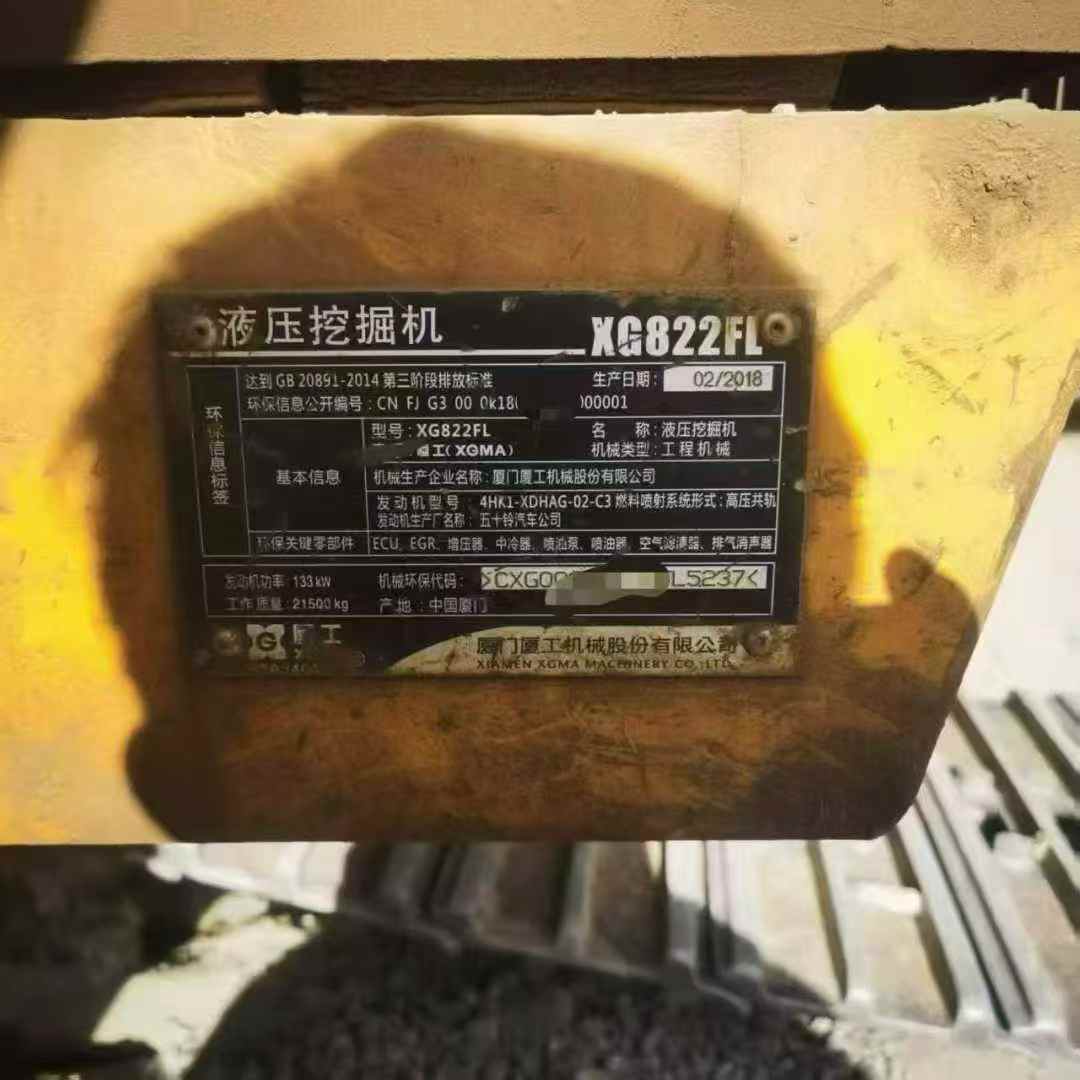 液压挖掘机 XG822FL
环保信息标签
达到 GB 20891-2014 第三阶段排放标准 生产日期: 02/2018
环保信息公开编号: CN FJ G3 00 0k18 00001
基本信息
型号: XG822FL 名 称: 液压挖掘机
工(XGMA) 机械类型: 工程机械
机械生产企业名称: 厦门厦工机械股份有限公司
发动机型号 4HK1-XDHAG-02-C3 燃料喷射系统形式: 高压共轨
发动机生产厂名称: 五十铃汽车公司
环保关键零部件 ECU、EGR、增压器、中冷器、喷油泵、喷油器、空气滤清器、排气消声器
发动机功率: 133kW 机械环保代码: >CXG00 L5237<
工作质量: 21500kg 产地: 中国厦门
厦工 厦门厦工机械股份有限公司
XIAMEN XGMA MACHINERY CO.,LTD.